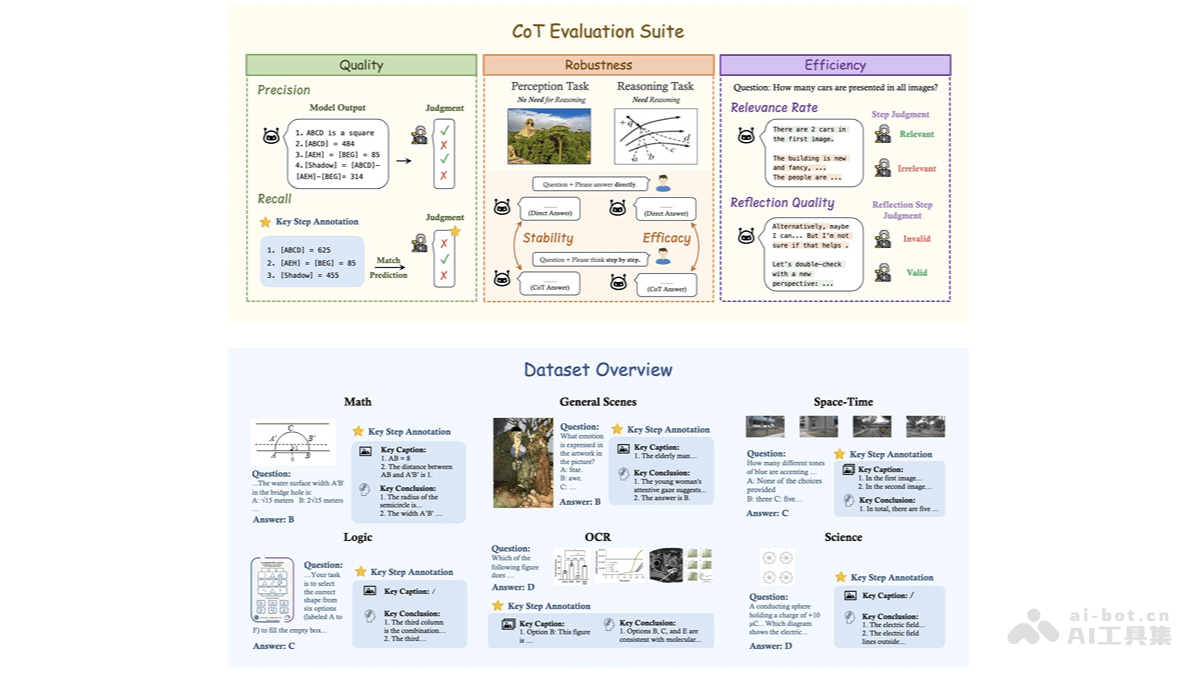 CoT Evaluation Suite
Quality
Precision
Model Output
Judgment
1. ABCD is a square
2.[ABCD] = 484
3.[AEH] = [BEG] = 85
4.[Shadow] = [ABCD]-
[AEH]-[BEG]= 314
Recall
Key Step Annotation
Judgment
1. [ABCD] = 625
2. [AEH] = [BEG] = 85
3. [Shadow] = 455
Match
Prediction
Robustness
Perception Task
No Need for Reasoning
Reasoning Task
Need Reasoning
+q
d
c
b
a
Question + Please answer directly.
......
(Direct Answer)
......
(Direct Answer)
Stability
Efficacy
Question + Please think step by step.
......
(CoT Answer)
......
(CoT Answer)
Efficiency
Question: How many cars are presented in all images?
Relevance Rate
Step Judgment
There are 2 cars in
the first image.
Relevant
The building is new
and fancy, ...
The people are ...
Irrelevant
Reflection Quality
Reflection Step
Judgment
Alternatively, maybe
I can... But I'm not
sure if that helps .
Invalid
Let's double-check
with a new
perspective: ...
Valid
Dataset Overview
Math
C
A'
B'
A
B
Question:
...The water surface width A'B'
in the bridge hole is:
A: √15 meters B: 2√15 meters
...
Answer: B
Key Step Annotation
Key Caption:
1. AB = 8
2. The distance between
AB and A'B' is 1.
Key Conclusion:
1. The radius of the
semicircle is...
2. The width A'B' ...
General Scenes
Question:
What emotion
is expressed
in the
artwork in
the picture?
A: fear.
B: awe.
C: ...
Answer: B
Key Step Annotation
Key Caption:
1. The elderly man...
Key Conclusion:
1. The young woman's
attentive gaze suggests...
2. The answer is B.
Space-Time
Question:
How many different tones
of blue are accenting ...
A: None of the choices
provided
B: three C: five...
Answer: C
Key Step Annotation
Key Caption:
1. In the first image...
2. In the second image...
Key Conclusion:
1. In total, there are five ...
Logic
Question:
...Your task
is to select
the correct
shape from
six options
(labeled A to
F) to fill the empty box...
Answer: C
Key Step Annotation
Key Caption: /
Key Conclusion:
1. The third column
is the combination...
2. The third...
OCR
Question:
Which of the
following figure
does ...
Answer: D
Key Step Annotation
Key Caption:
1. Option B: This figure
is ....
Key Conclusion:
1. Options B, C, and E are
consistent with molecular...
Science
Question:
A conducting sphere
holding a charge of +10
μC...Which diagram
shows the electric...
Answer: D
Key Step Annotation
Key Caption: /
Key Conclusion:
1. The electric field...
2. The electric field
lines outside...
ai-bot.cn
AI工具集